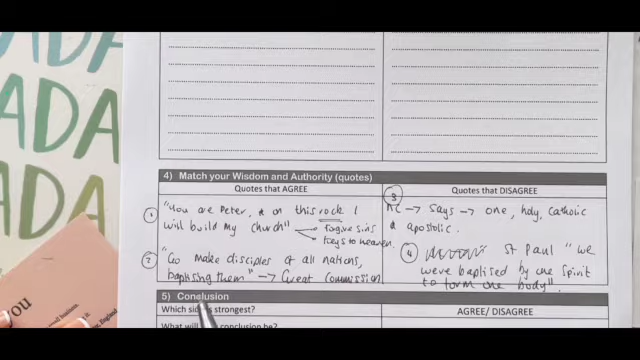 ADA
ADA
ADA
you
4) Match your Wisdom and Authority (quotes)
Quotes that AGREE
Quotes that DISAGREE
① "You are Peter, & on this rock I
will build my Church"
forgive sins
keys to heaven.
② "Go make disciples of all nations,
baptising them" → Great Commission
③
→ says → one, holy, catholic
& apostolic.
④ St Paul "we
were baptised by one Spirit
to form one body".
5) Conclusion
Which side is strongest?
AGREE/ DISAGREE
What will conclusion be?